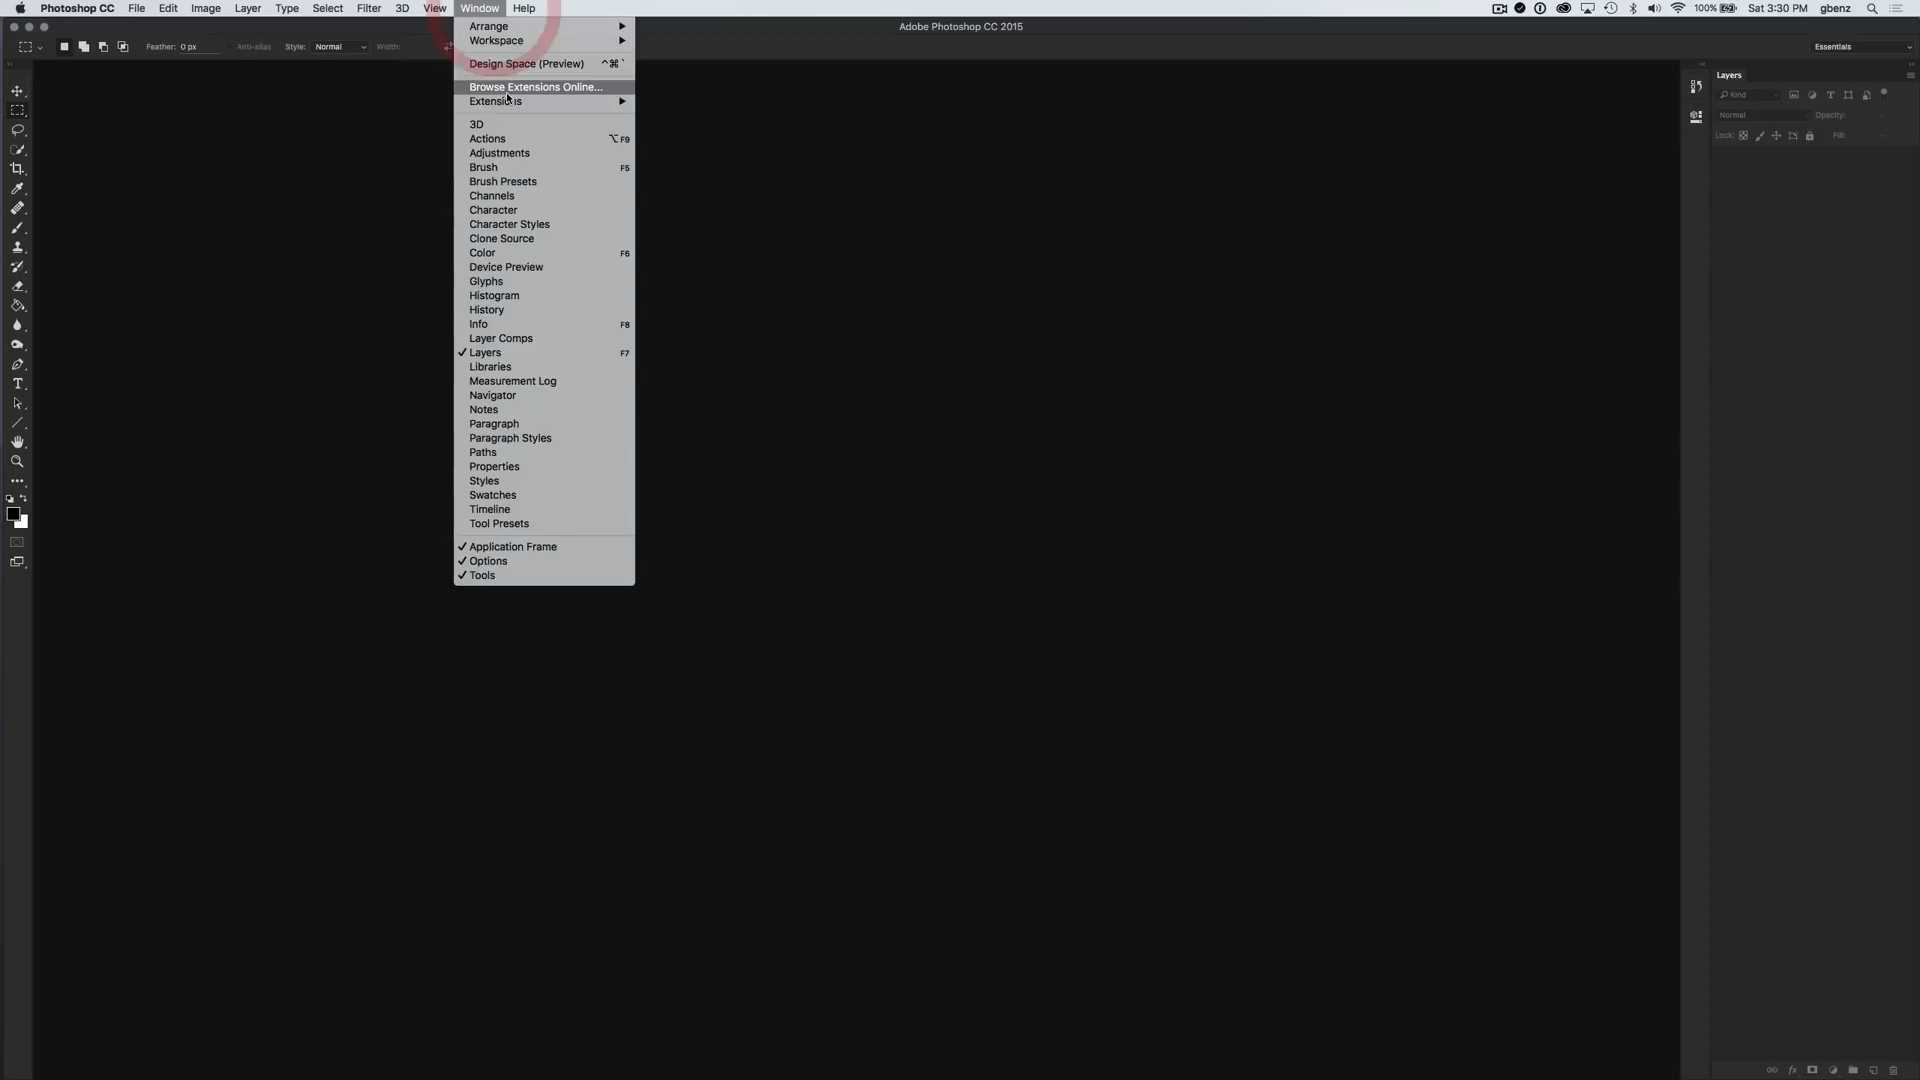 Photoshop CC File Edit Image Layer Type Select Filter 3D View Window Help 100% Sat 3:30 PM gbenz
Adobe Photoshop CC 2015
Feather: 0 px Anti-alias Style: Normal Width: Essentials
Arrange
Workspace
Design Space (Preview) ^⌘`
Browse Extensions Online...
Extensions
3D
Actions ⌥F9
Adjustments
Brush F5
Brush Presets
Channels
Character
Character Styles
Clone Source
Color F6
Device Preview
Glyphs
Histogram
History
Info F8
Layer Comps
✓ Layers F7
Libraries
Measurement Log
Navigator
Notes
Paragraph
Paragraph Styles
Paths
Properties
Styles
Swatches
Timeline
Tool Presets
✓ Application Frame
✓ Options
✓ Tools
Layers
Kind
Normal Opacity:
Lock: Fill:
fx